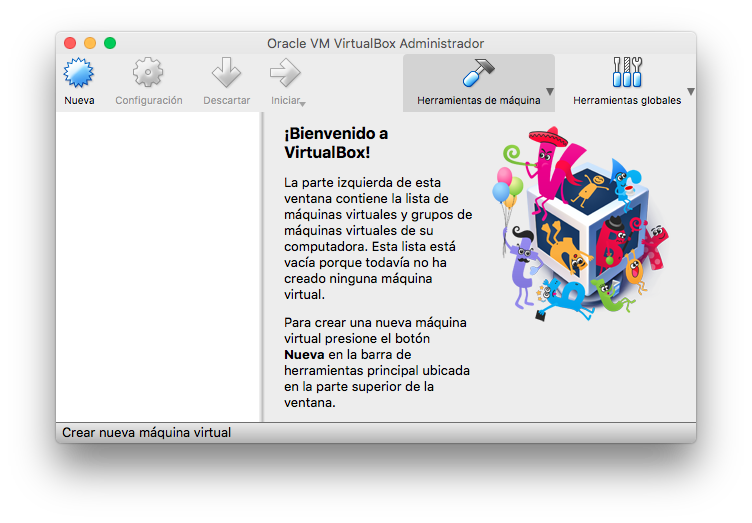 Oracle VM VirtualBox Administrador
Nueva
Configuración
Descartar
Iniciar
Herramientas de máquina
Herramientas globales
¡Bienvenido a
VirtualBox!
La parte izquierda de esta
ventana contiene la lista de
máquinas virtuales y grupos de
máquinas virtuales de su
computadora. Esta lista está
vacía porque todavía no ha
creado ninguna máquina
virtual.
Para crear una nueva máquina
virtual presione el botón
Nueva en la barra de
herramientas principal ubicada
en la parte superior de la
ventana.
Crear nueva máquina virtual